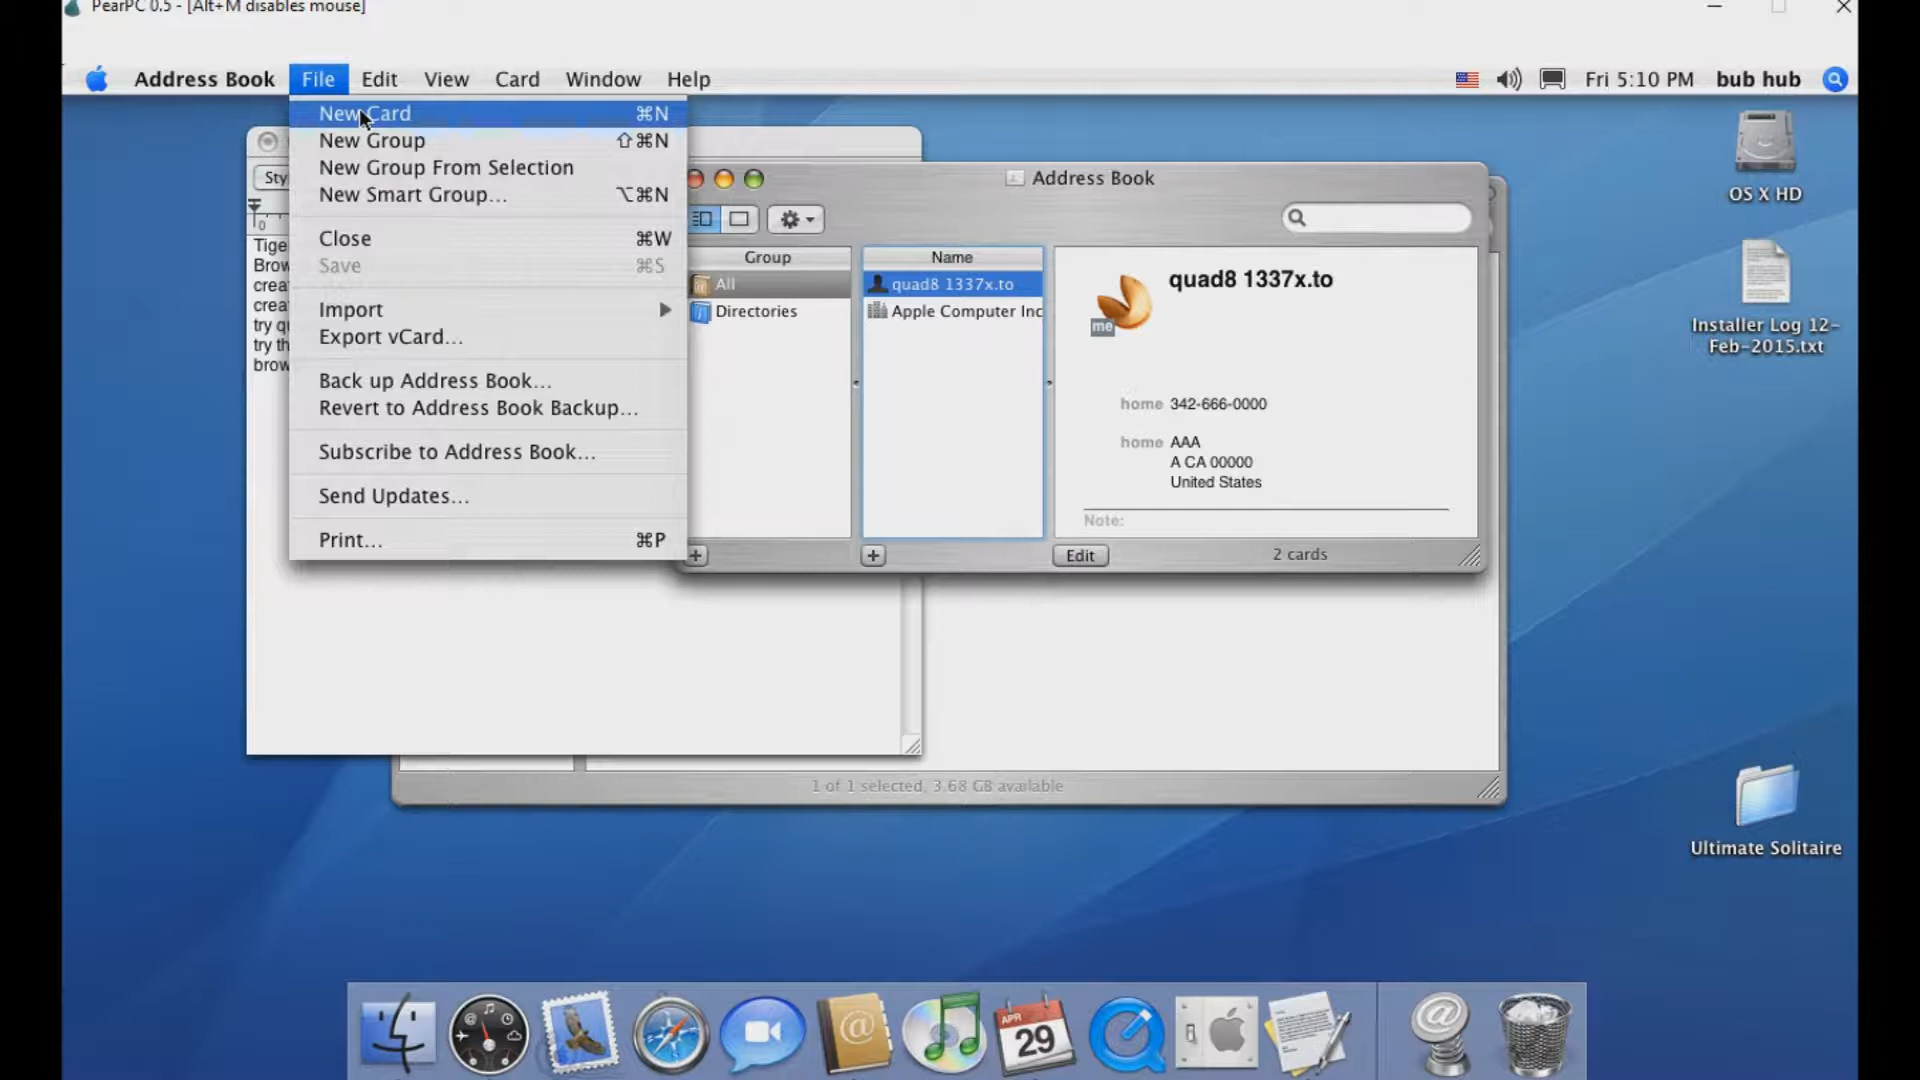 PearPC 0.5 - [Alt+M disables mouse]
Address Book File Edit View Card Window Help
Fri 5:10 PM bub hub
New Card ⌘N
New Group ⇧⌘N
New Group From Selection
New Smart Group... ⌥⌘N
Close ⌘W
Save ⌘S
Import
Export vCard...
Back up Address Book...
Revert to Address Book Backup...
Subscribe to Address Book...
Send Updates...
Print... ⌘P
Sty
0
Tige
Brow
crea
crea
try qu
try th
brow
Address Book
Group
All
Directories
Name
quad8 1337x.to
Apple Computer Inc
quad8 1337x.to
me
home 342-666-0000
home AAA
A CA 00000
United States
Note:
Edit
2 cards
1 of 1 selected, 3.68 GB available
OS X HD
Installer Log 12-
Feb-2015.txt
Ultimate Solitaire
APR
29